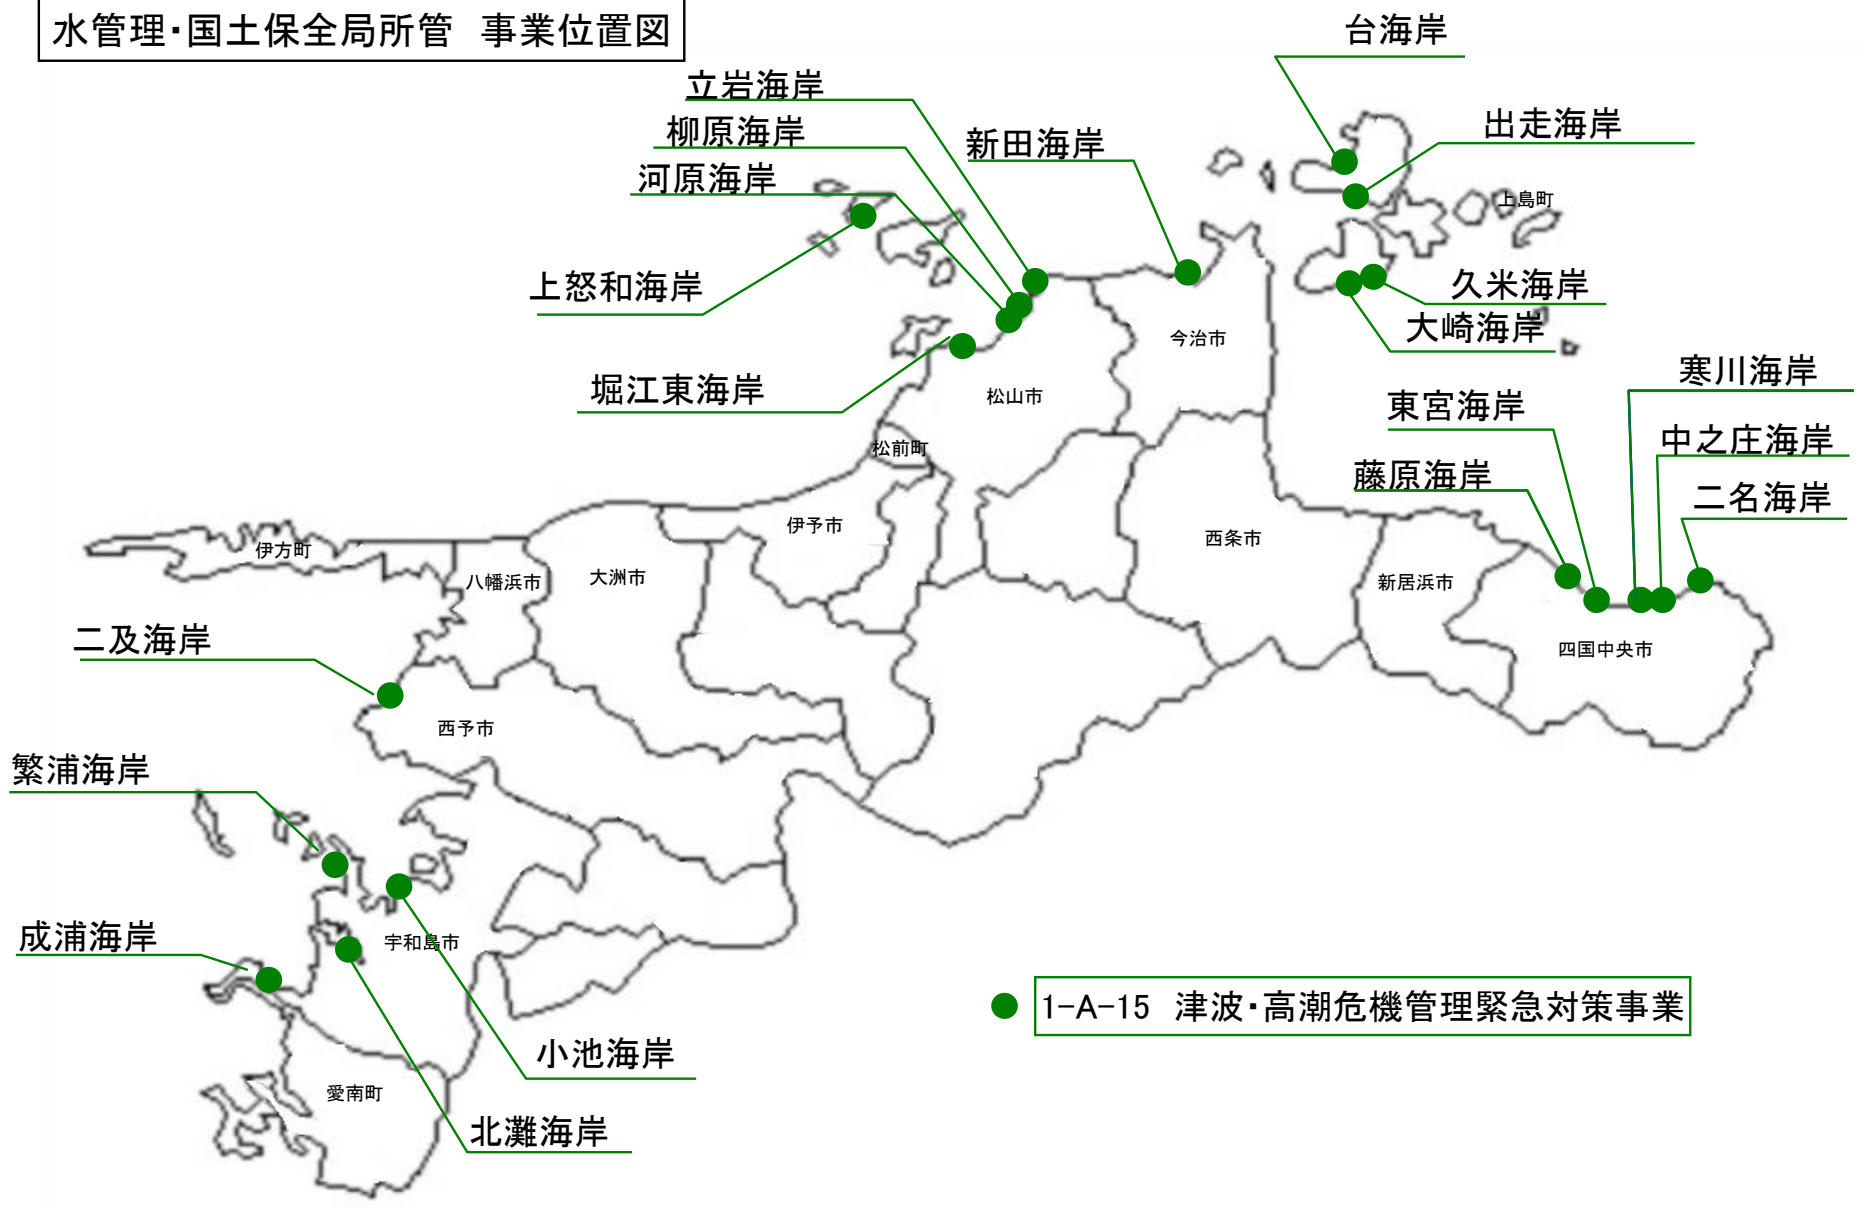 水管理・国土保全局所管　事業位置図
台海岸
立岩海岸
出走海岸
柳原海岸
新田海岸
河原海岸
上島町
上怒和海岸
久米海岸
大崎海岸
今治市
寒川海岸
堀江東海岸
松山市
東宮海岸
中之庄海岸
松前町
藤原海岸
二名海岸
伊予市
西条市
伊方町
八幡浜市
大洲市
新居浜市
二及海岸
四国中央市
西予市
繁浦海岸
成浦海岸
宇和島市
1-A-15　津波・高潮危機管理緊急対策事業
小池海岸
愛南町
北灘海岸